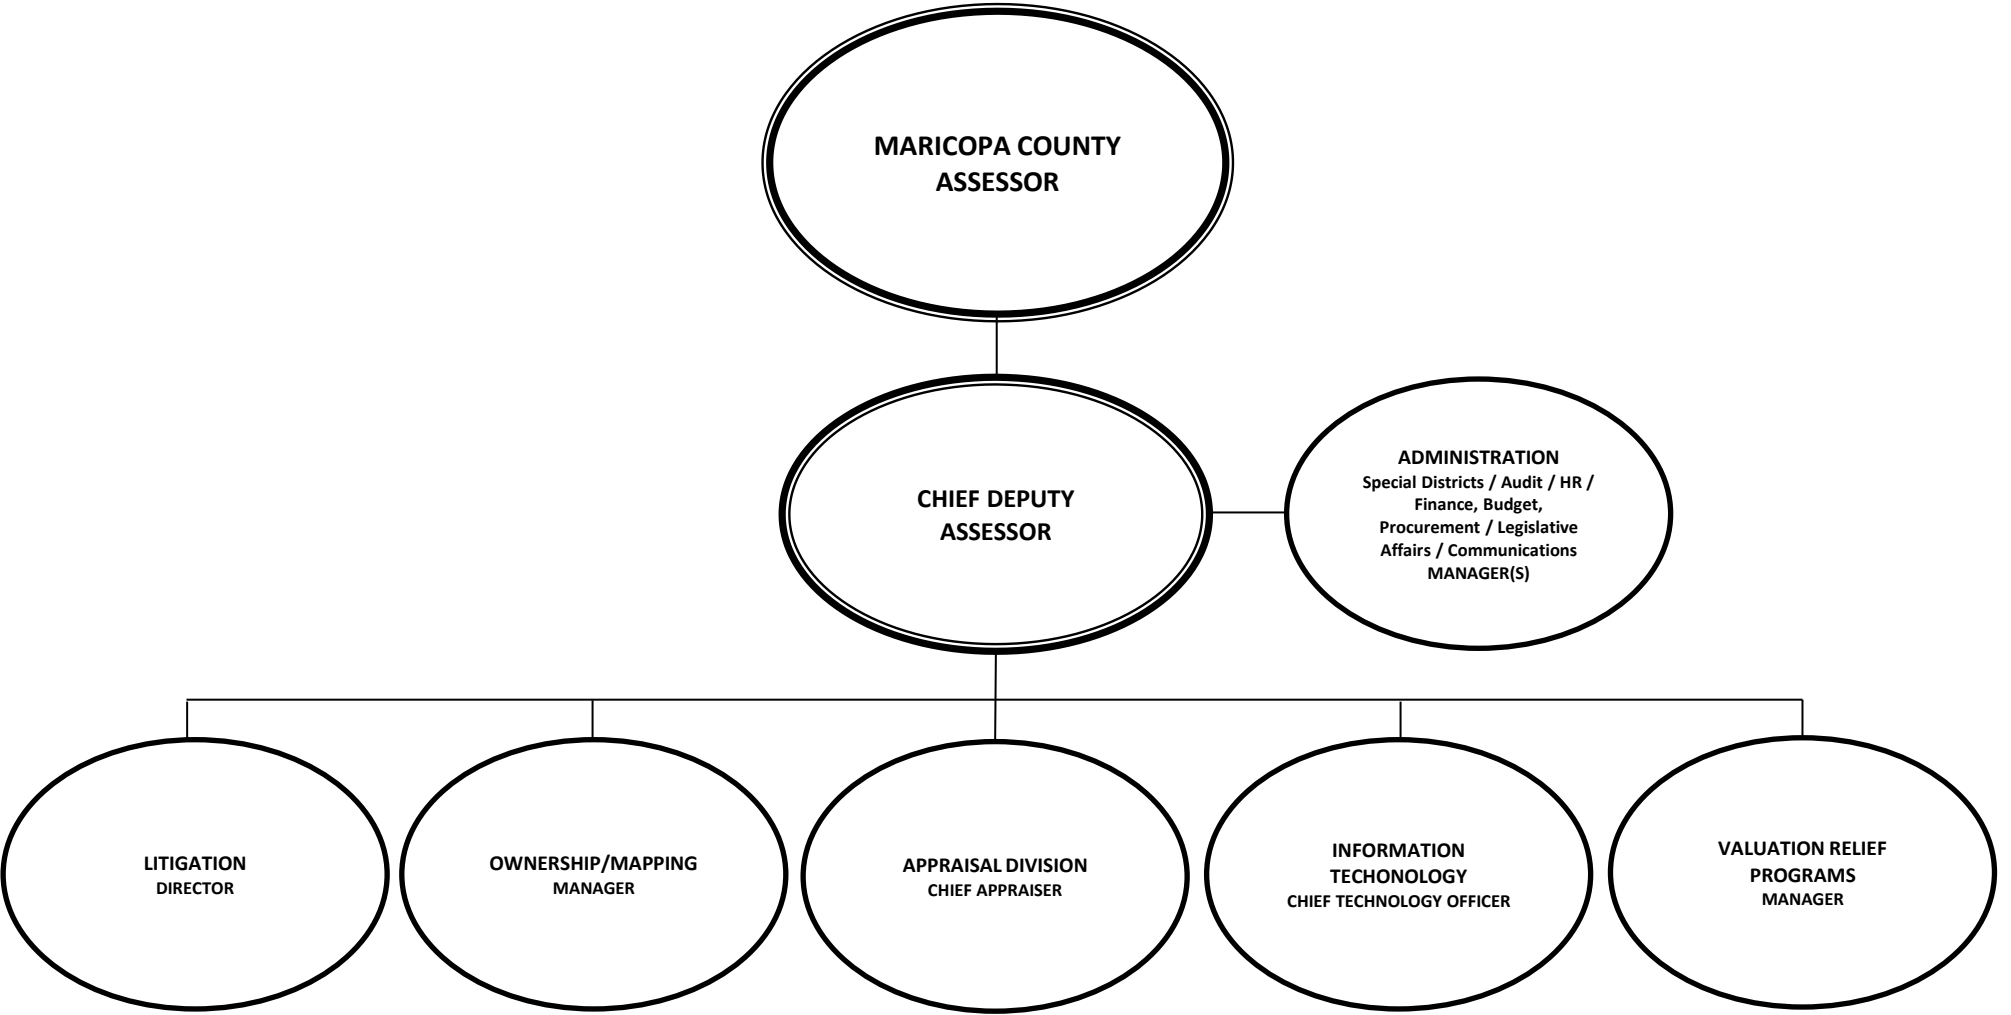 MARICOPA COUNTY
ASSESSOR
CHIEF DEPUTY
ASSESSOR
ADMINISTRATION
Special Districts / Audit / HR /
Finance, Budget,
Procurement / Legislative
Affairs / Communications
MANAGER(S)
LITIGATION
DIRECTOR
OWNERSHIP/MAPPING
MANAGER
APPRAISAL DIVISION
CHIEF APPRAISER
INFORMATION
TECHONOLOGY
CHIEF TECHNOLOGY OFFICER
VALUATION RELIEF
PROGRAMS
MANAGER